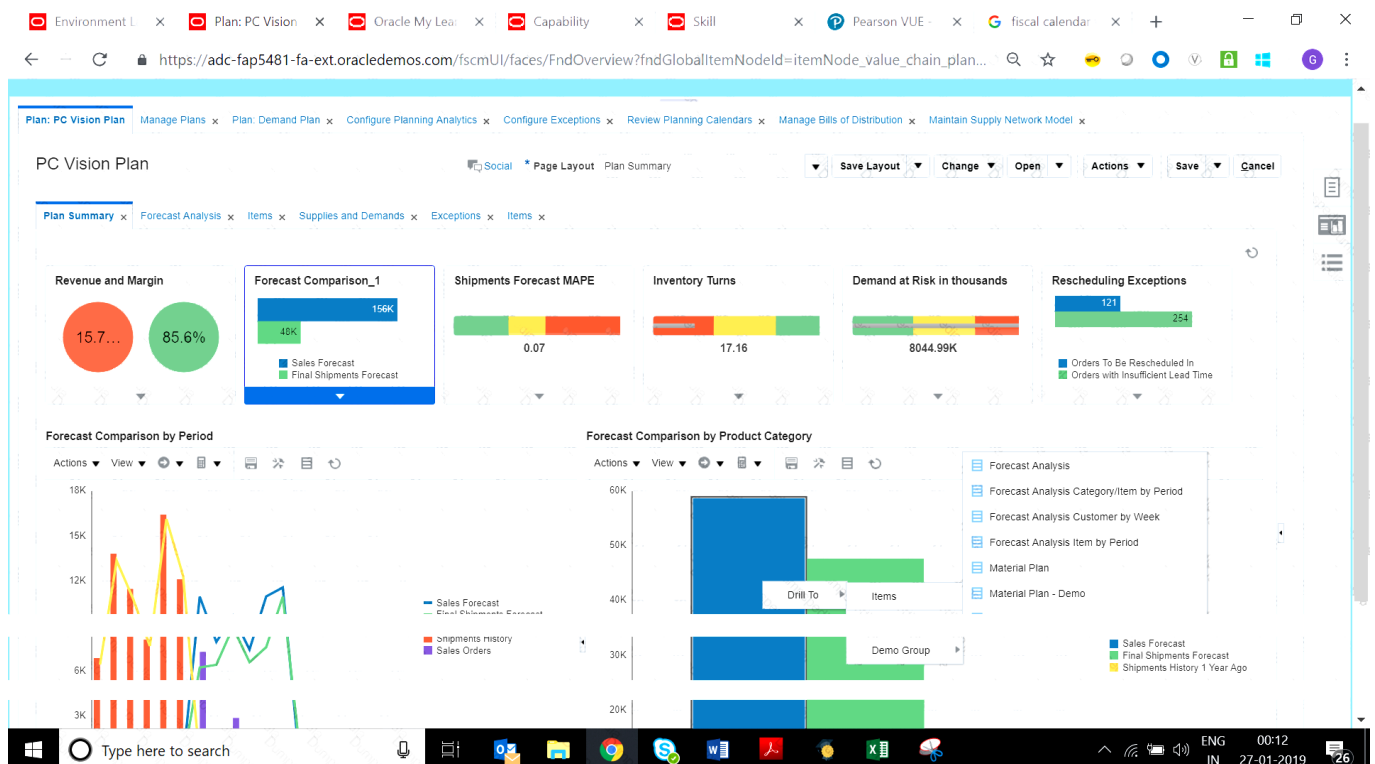 Environment L
Plan: PC Vision
Oracle My Lea
Capability
Skill
Pearson VUE -
fiscal calendar
https://adc-fap5481-fa-ext.oracledemos.com/fscmUI/faces/FndOverview?fndGlobalItemNodeId=itemNode_value_chain_plan...
G
Plan: PC Vision Plan
Manage Plans
Plan: Demand Plan
Configure Planning Analytics
Configure Exceptions
Review Planning Calendars
Manage Bills of Distribution
Maintain Supply Network Model
PC Vision Plan
Social
* Page Layout Plan Summary
Save Layout
Change
Open
Actions
Save
Cancel
Plan Summary
Forecast Analysis
Items
Supplies and Demands
Exceptions
Items
Revenue and Margin
15.7...
85.6%
Forecast Comparison_1
156K
48K
Sales Forecast
Final Shipments Forecast
Shipments Forecast MAPE
0.07
Inventory Turns
17.16
Demand at Risk in thousands
8044.99K
Rescheduling Exceptions
121
254
Orders To Be Rescheduled In
Orders with Insufficient Lead Time
Forecast Comparison by Period
Actions
View
18K
15K
12K
6K
3K
Sales Forecast
Final Shipments Forecast
Shipments History
Sales Orders
Forecast Comparison by Product Category
Actions
View
60K
50K
40K
30K
20K
Drill To
Items
Demo Group
Forecast Analysis
Forecast Analysis Category/Item by Period
Forecast Analysis Customer by Week
Forecast Analysis Item by Period
Material Plan
Material Plan - Demo
Sales Forecast
Final Shipments Forecast
Shipments History 1 Year Ago
Type here to search
ENG
IN
00:12
27-01-2019
26